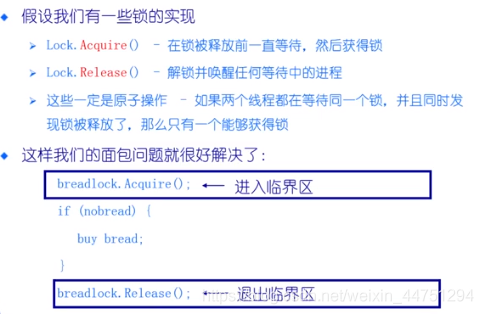 假设我们有一些锁的实现
Lock.Acquire() - 在锁被释放前一直等待，然后获得锁
Lock.Release() - 解锁并唤醒任何等待中的进程
这些一定是原子操作 - 如果两个线程都在等待同一个锁，并且同时发
现锁被释放了，那么只有一个能够获得锁
这样我们的面包问题就很好解决了：
breadlock.Acquire(); ← 进入临界区
if (nobread) {
buy bread;
}
breadlock.Release(); ← 退出临界区
https://blog.csdn.net/weixin_44751294